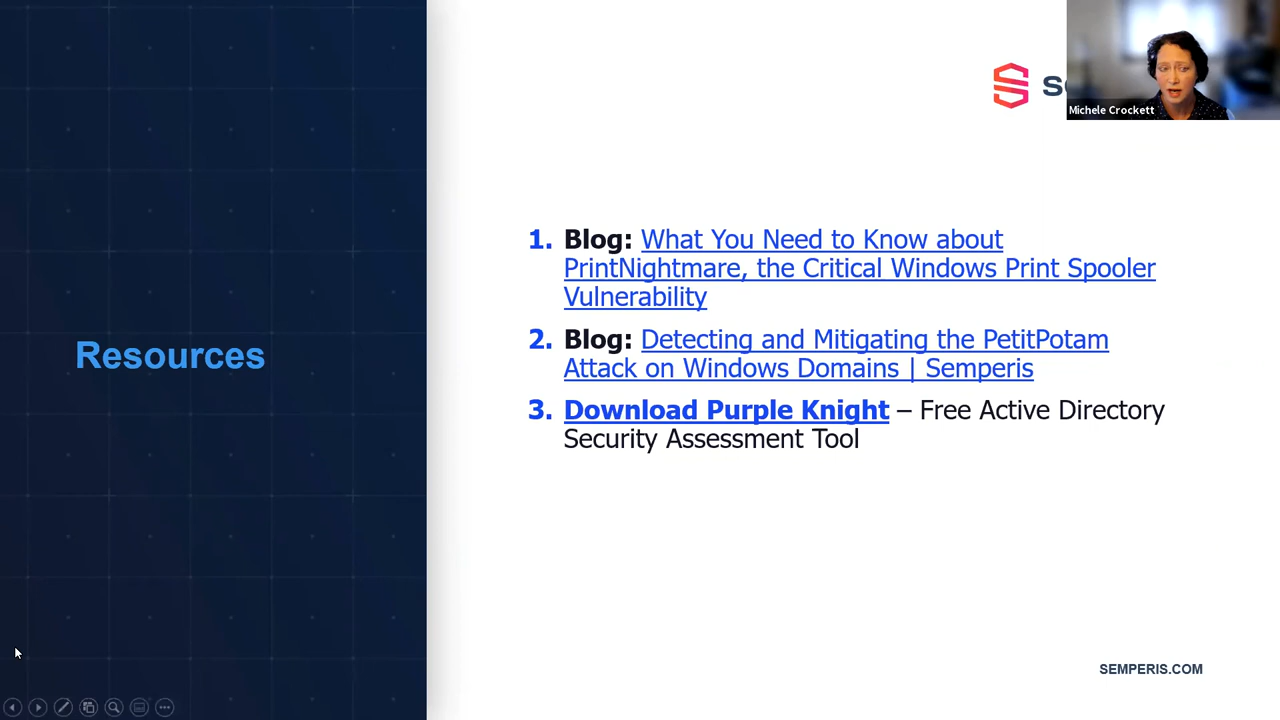 Michele Crockett
1. Blog: What You Need to Know about
PrintNightmare, the Critical Windows Print Spooler
Vulnerability
2. Blog: Detecting and Mitigating the PetitPotam
Attack on Windows Domains | Semperis
3. Download Purple Knight – Free Active Directory
Security Assessment Tool
Resources
SEMPERIS.COM